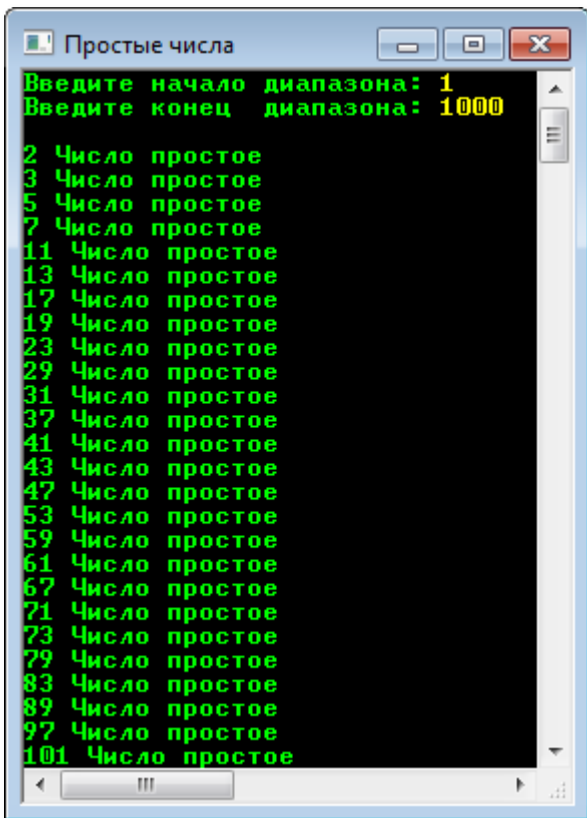 Простые числа
Введите начало диапазона: 1
Введите конец  диапазона: 1000
2 Число простое
3 Число простое
5 Число простое
7 Число простое
11 Число простое
13 Число простое
17 Число простое
19 Число простое
23 Число простое
29 Число простое
31 Число простое
37 Число простое
41 Число простое
43 Число простое
47 Число простое
53 Число простое
59 Число простое
61 Число простое
67 Число простое
71 Число простое
73 Число простое
79 Число простое
83 Число простое
89 Число простое
97 Число простое
101 Число простое